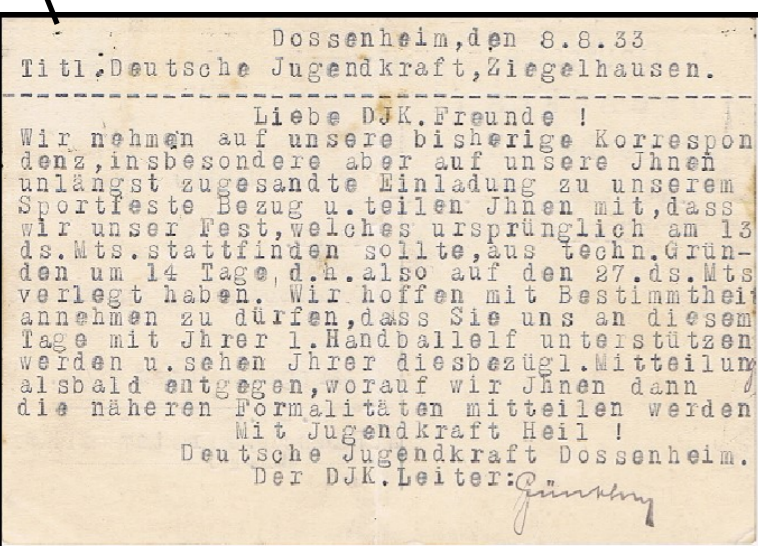 Dossenheim,den 8.8.33
Titl.Deutsche Jugendkraft,Ziegelhausen.
Liebe DJK.Freunde !
Wir nehmen auf unsere bisherige Korrespon
denz,insbesondere aber auf unsere Jhnen
unlängst zugesandte Einladung zu unserem
Sportfeste Bezug u.teilen Jhnen mit,dass
wir unser Fest,welches ursprünglich am 13
ds.Mts.stattfinden sollte,aus techn.Grün-
den um 14 Tage,d.h.also auf den 27.ds.Mts
verlegt haben. Wir hoffen mit Bestimmtheit
annehmen zu dürfen,dass Sie uns an diesem
Tage mit Jhrer 1.Handballelf unterstützen
werden u.sehen Jhrer diesbezügl.Mitteilung
alsbald entgegen,worauf wir Jhnen dann
die näheren Formalitäten mitteilen werden
Mit Jugendkraft Heil !
Deutsche Jugendkraft Dossenheim.
Der DJK.Leiter: